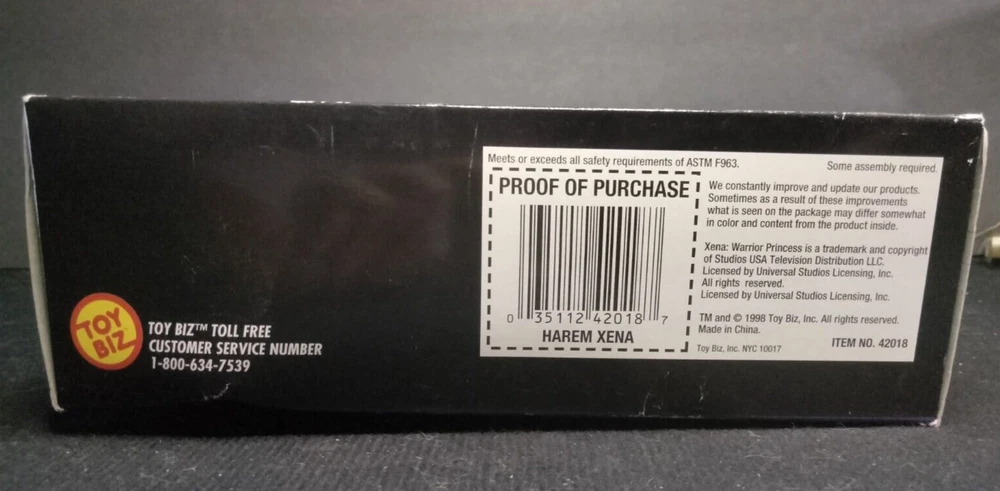 Meets or exceeds all safety requirements of ASTM F963.
Some assembly required.
PROOF OF PURCHASE
0 35112 42018 7
HAREM XENA
We constantly improve and update our products.
Sometimes as a result of these improvements
what is seen on the package may differ somewhat
in color and content from the product inside.
Xena: Warrior Princess is a trademark and copyright
of Studios USA Television Distribution LLC.
Licensed by Universal Studios Licensing, Inc.
All rights reserved.
Licensed by Universal Studios Licensing, Inc.
TM and © 1998 Toy Biz, Inc. All rights reserved.
Made in China.
Toy Biz, Inc. NYC 10017
ITEM NO. 42018
TOY
BIZ
TOY BIZ™ TOLL FREE
CUSTOMER SERVICE NUMBER
1-800-634-7539